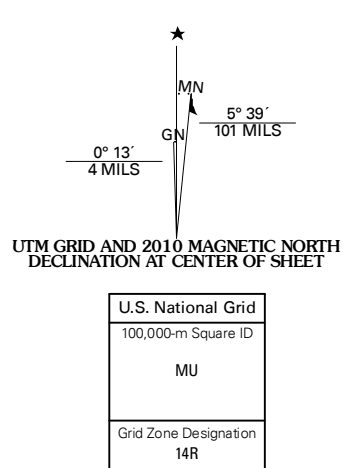 ★
MN
GN
5° 39´
101 MILS
0° 13´
4 MILS
UTM GRID AND 2010 MAGNETIC NORTH
DECLINATION AT CENTER OF SHEET
U.S. National Grid
100,000-m Square ID
MU
Grid Zone Designation
14R